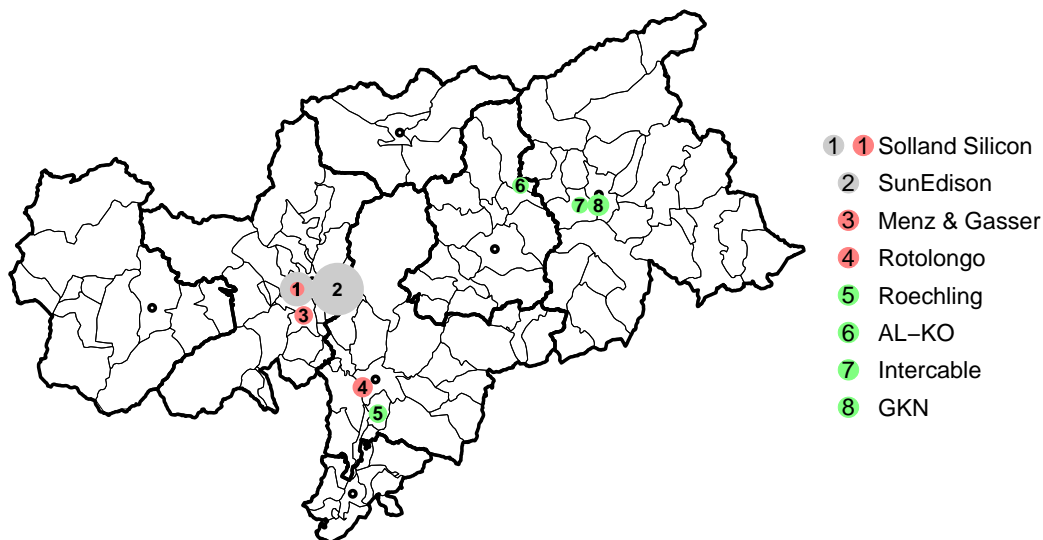 1 1 Solland Silicon
2 SunEdison
3 Menz & Gasser
4 Rotolongo
5 Roechling
6 AL−KO
7 Intercable
8 GKN
6
7 8
1 2
3
4
5